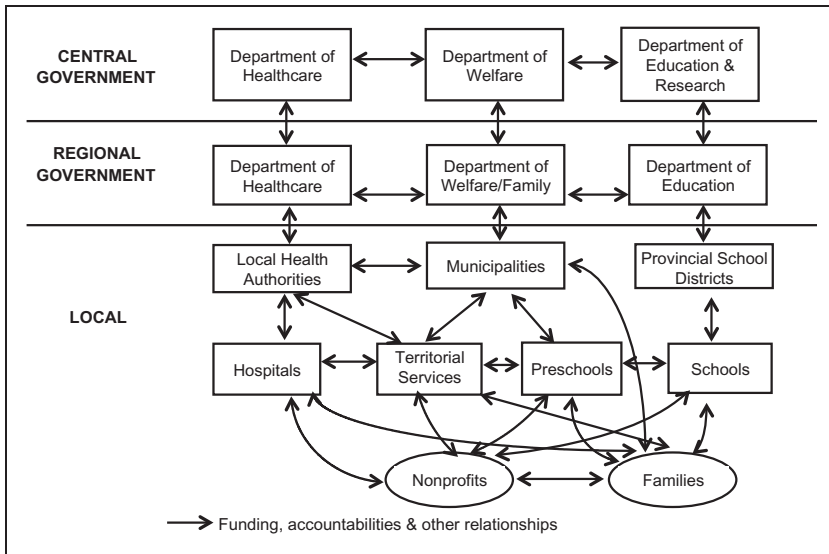 CENTRAL
GOVERNMENT
Department of
Healthcare
Department of
Welfare
Department of
Education &
Research
REGIONAL
GOVERNMENT
Department of
Healthcare
Department of
Welfare/Family
Department of
Education
LOCAL
Local Health
Authorities
Municipalities
Provincial School
Districts
Hospitals
Territorial
Services
Preschools
Schools
Nonprofits
Families
Funding, accountabilities & other relationships